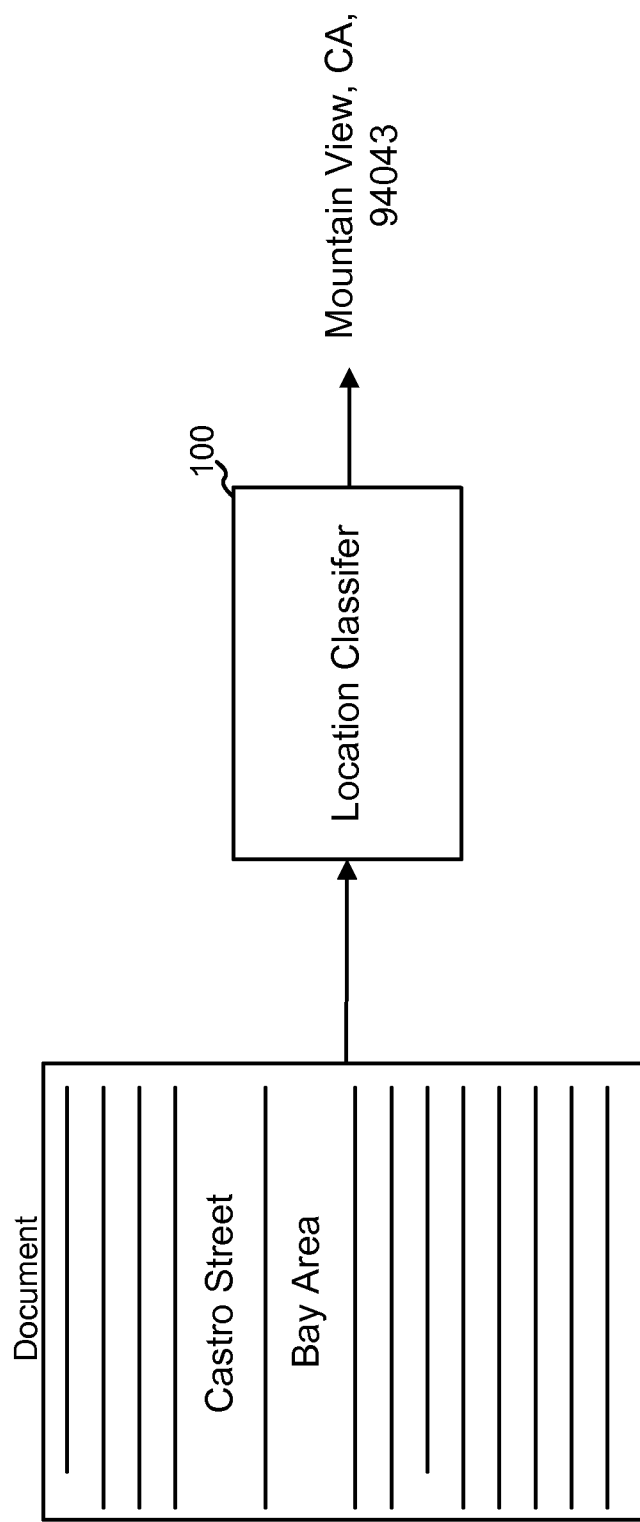 Document
Castro Street
Bay Area
100
Location Classifer
Mountain View, CA,
94043